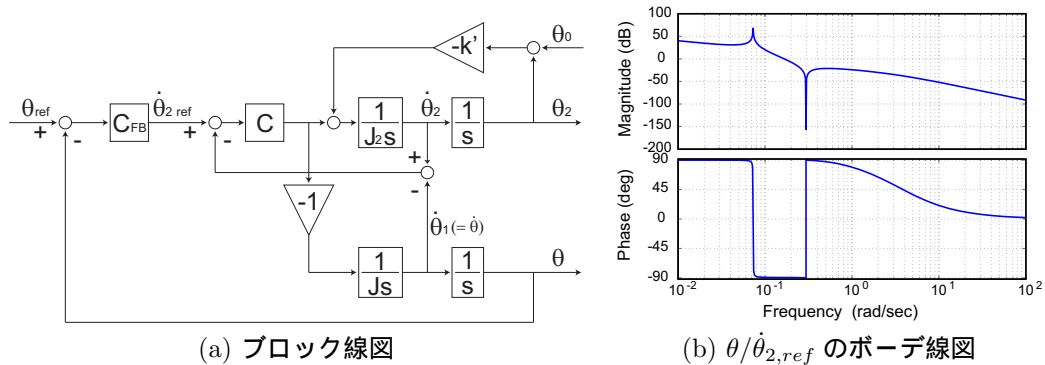 -k'
θ0
θref
+
-
CFB
θ̇2 ref
+
-
C
1
J2s
θ̇2
1
s
θ2
+
-
-1
θ̇1(= θ̇)
1
Js
1
s
θ
(a) ブロック線図
100
50
0
-50
-100
-150
-200
Magnitude (dB)
90
45
0
-45
-90
Phase (deg)
10^-2
10^-1
10^0
10^1
10^2
Frequency (rad/sec)
(b) θ/θ̇2,ref のボーデ線図